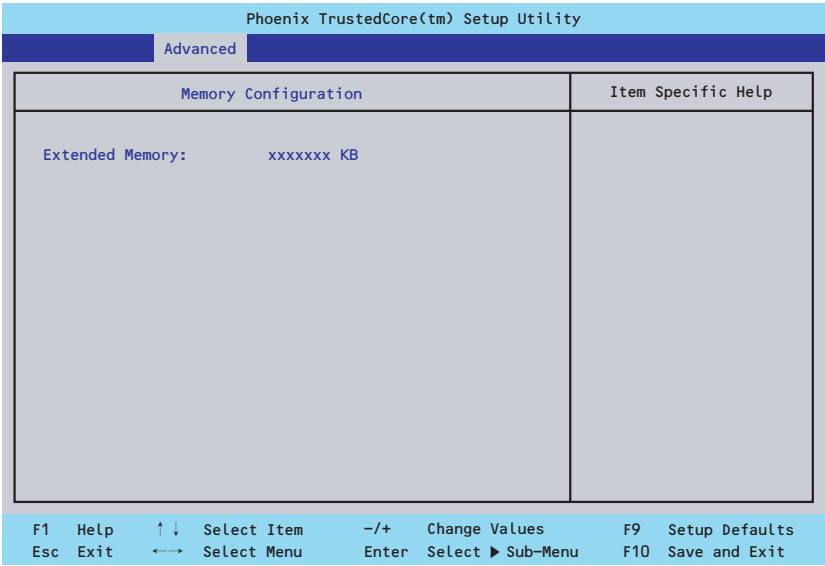 Phoenix TrustedCore(tm) Setup Utility
Advanced
Memory Configuration
Item Specific Help
Extended Memory: xxxxxxx KB
F1 Help ↑↓ Select Item −/+ Change Values F9 Setup Defaults
Esc Exit ←→ Select Menu Enter Select ▶ Sub-Menu F10 Save and Exit